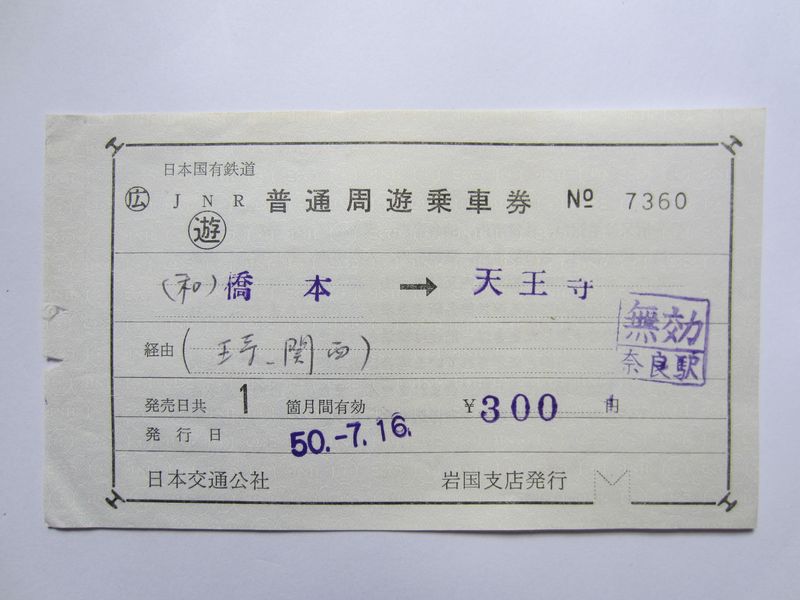 日本国有鉄道
㊄広 JNR 普通周遊乗車券 № 7360
遊
(和)橋本 → 天王寺
無効
奈良駅
経由(王寺-関西)
発売日共 1 箇月間有効 ¥300 円
発行日 50.-7.16.
日本交通公社 岩国支店発行